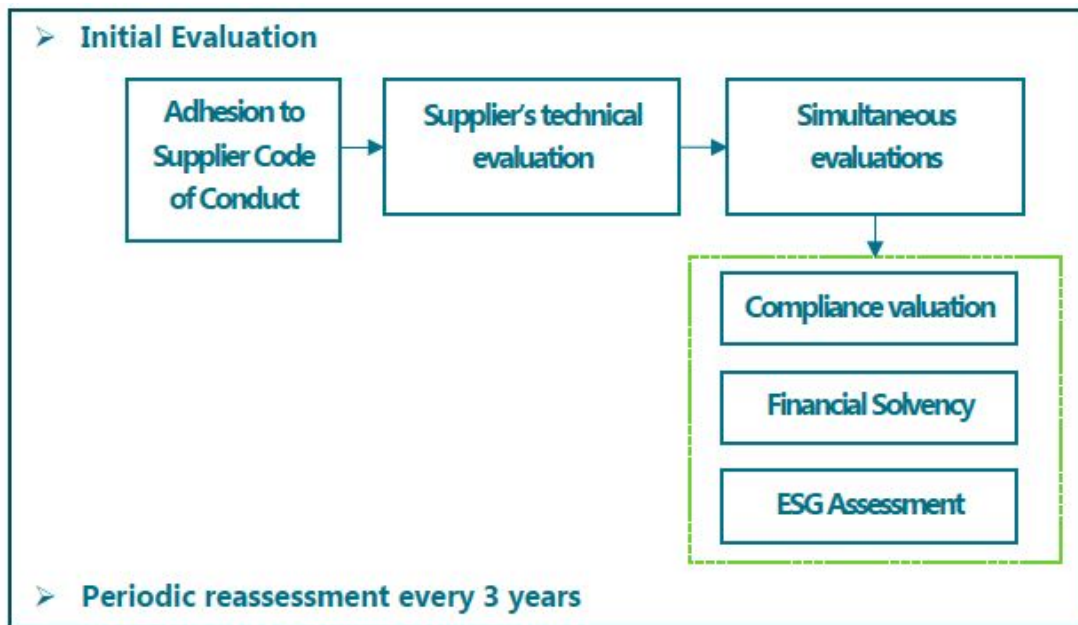 ➢ Initial Evaluation
Adhesion to
Supplier Code
of Conduct
Supplier's technical
evaluation
Simultaneous
evaluations
Compliance valuation
Financial Solvency
ESG Assessment
➢ Periodic reassessment every 3 years